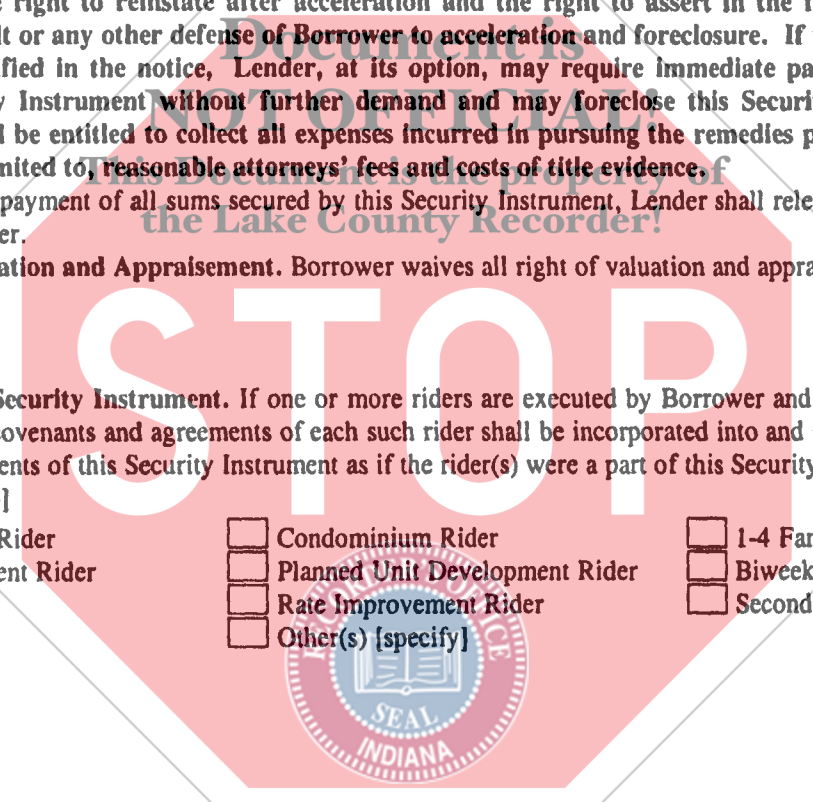 right to reinstate after acceleration and the right to assert in the
lt or any other defense of Borrower to acceleration and foreclosure. If
fied in the notice, Lender, at its option, may require immediate pa
y Instrument without further demand and may foreclose this Securi
l be entitled to collect all expenses incurred in pursuing the remedies p
mited to, reasonable attorneys' fees and costs of title evidence.
payment of all sums secured by this Security Instrument, Lender shall rele
er.
ation and Appraisement. Borrower waives all right of valuation and appra
Security Instrument. If one or more riders are executed by Borrower and
ovenants and agreements of each such rider shall be incorporated into and
ents of this Security Instrument as if the rider(s) were a part of this Security
]
Rider Condominium Rider 1-4 Fam
ent Rider Planned Unit Development Rider Biweek
Rate Improvement Rider Second
Other(s) [specify]
Document is
NOT OFFICIAL!
This Document is the property of
the Lake County Recorder!
STOP
RECORDER'S OFFICE
SEAL
INDIANA